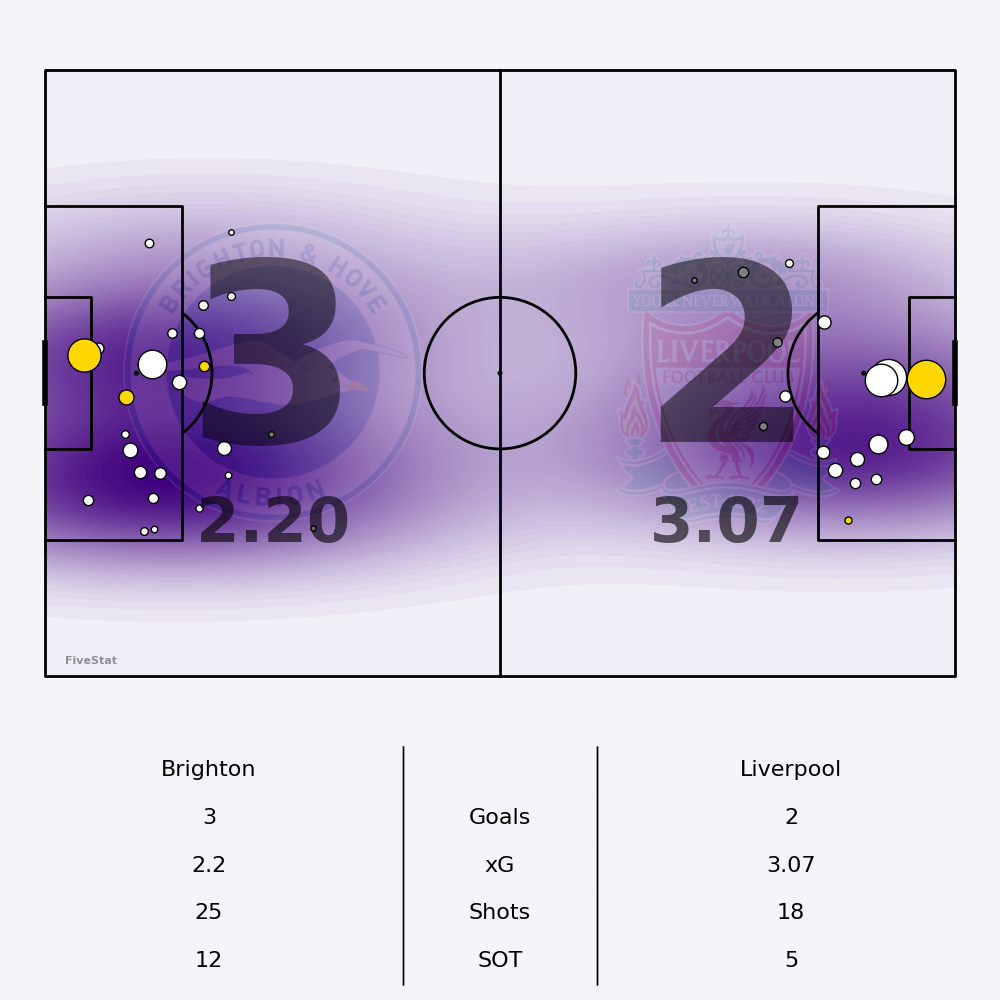 BRIGHTON & HOVE
ALBION
3
2.20
YOU'LL NEVER WALK ALONE
LIVERPOOL
FOOTBALL CLUB
EST
2
3.07
FiveStat
Brighton Liverpool
3 Goals 2
2.2 xG 3.07
25 Shots 18
12 SOT 5